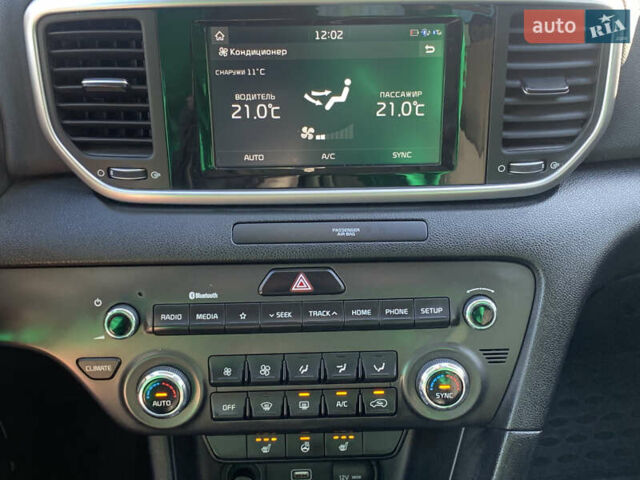 auto RIA
12:02
Кондиционер
СНАРУЖИ 11°C
ВОДИТЕЛЬ ПАССАЖИР
21.0°C 21.0°C
AUTO A/C SYNC
PASSENGER
AIR BAG
Bluetooth
RADIO MEDIA SEEK TRACK HOME PHONE SETUP
CLIMATE
AUTO SYNC
OFF A/C
12V